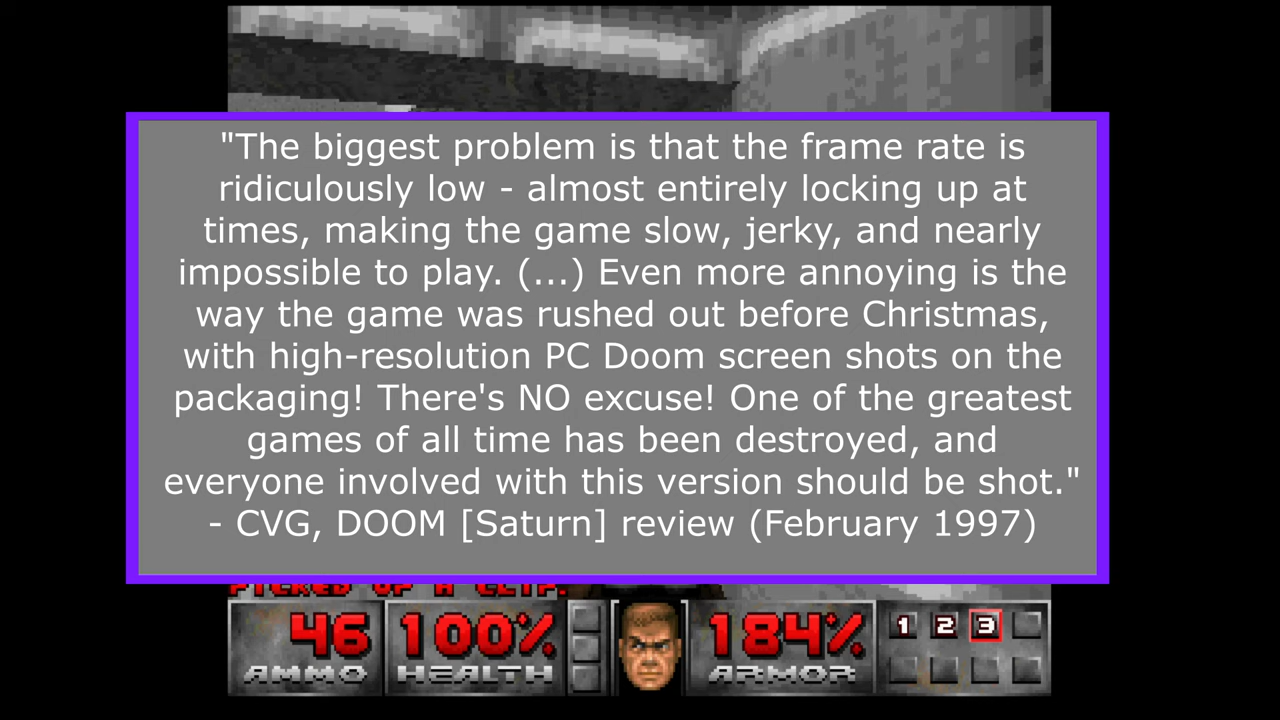 "The biggest problem is that the frame rate is
ridiculously low - almost entirely locking up at
times, making the game slow, jerky, and nearly
impossible to play. (...) Even more annoying is the
way the game was rushed out before Christmas,
with high-resolution PC Doom screen shots on the
packaging! There's NO excuse! One of the greatest
games of all time has been destroyed, and
everyone involved with this version should be shot."
- CVG, DOOM [Saturn] review (February 1997)
PICKED UP A CLIP.
46 100% 184% 1 2 3
AMMO HEALTH ARMOR